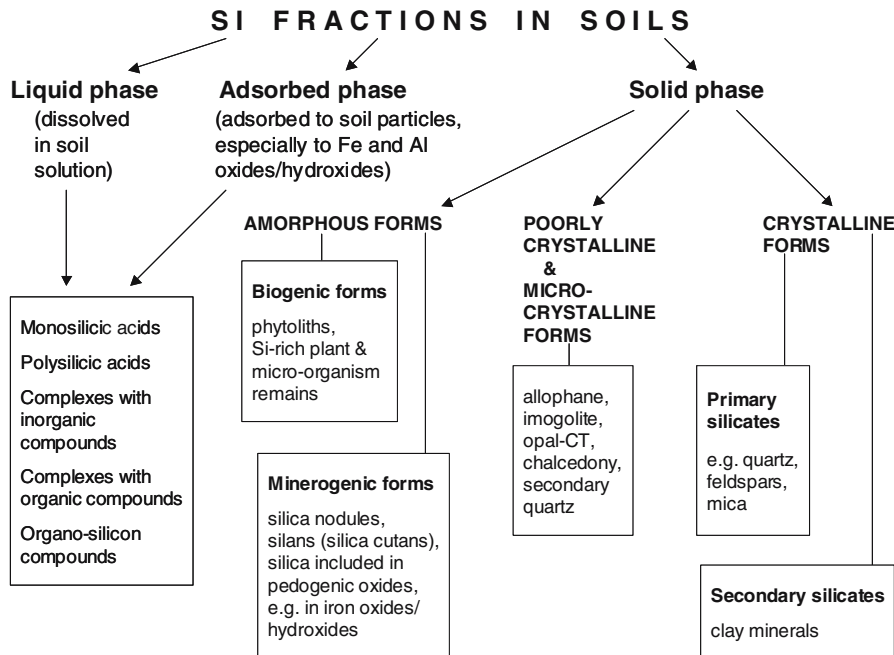 SI FRACTIONS IN SOILS
Liquid phase
(dissolved
in soil
solution)
Adsorbed phase
(adsorbed to soil particles,
especially to Fe and Al
oxides/hydroxides)
Solid phase
Monosilicic acids
Polysilicic acids
Complexes with
inorganic
compounds
Complexes with
organic compounds
Organo-silicon
compounds
AMORPHOUS FORMS
Biogenic forms
phytoliths,
Si-rich plant &
micro-organism
remains
Minerogenic forms
silica nodules,
silans (silica cutans),
silica included in
pedogenic oxides,
e.g. in iron oxides/
hydroxides
POORLY
CRYSTALLINE
&
MICRO-
CRYSTALLINE
FORMS
allophane,
imogolite,
opal-CT,
chalcedony,
secondary
quartz
CRYSTALLINE
FORMS
Primary
silicates
e.g. quartz,
feldspars,
mica
Secondary silicates
clay minerals